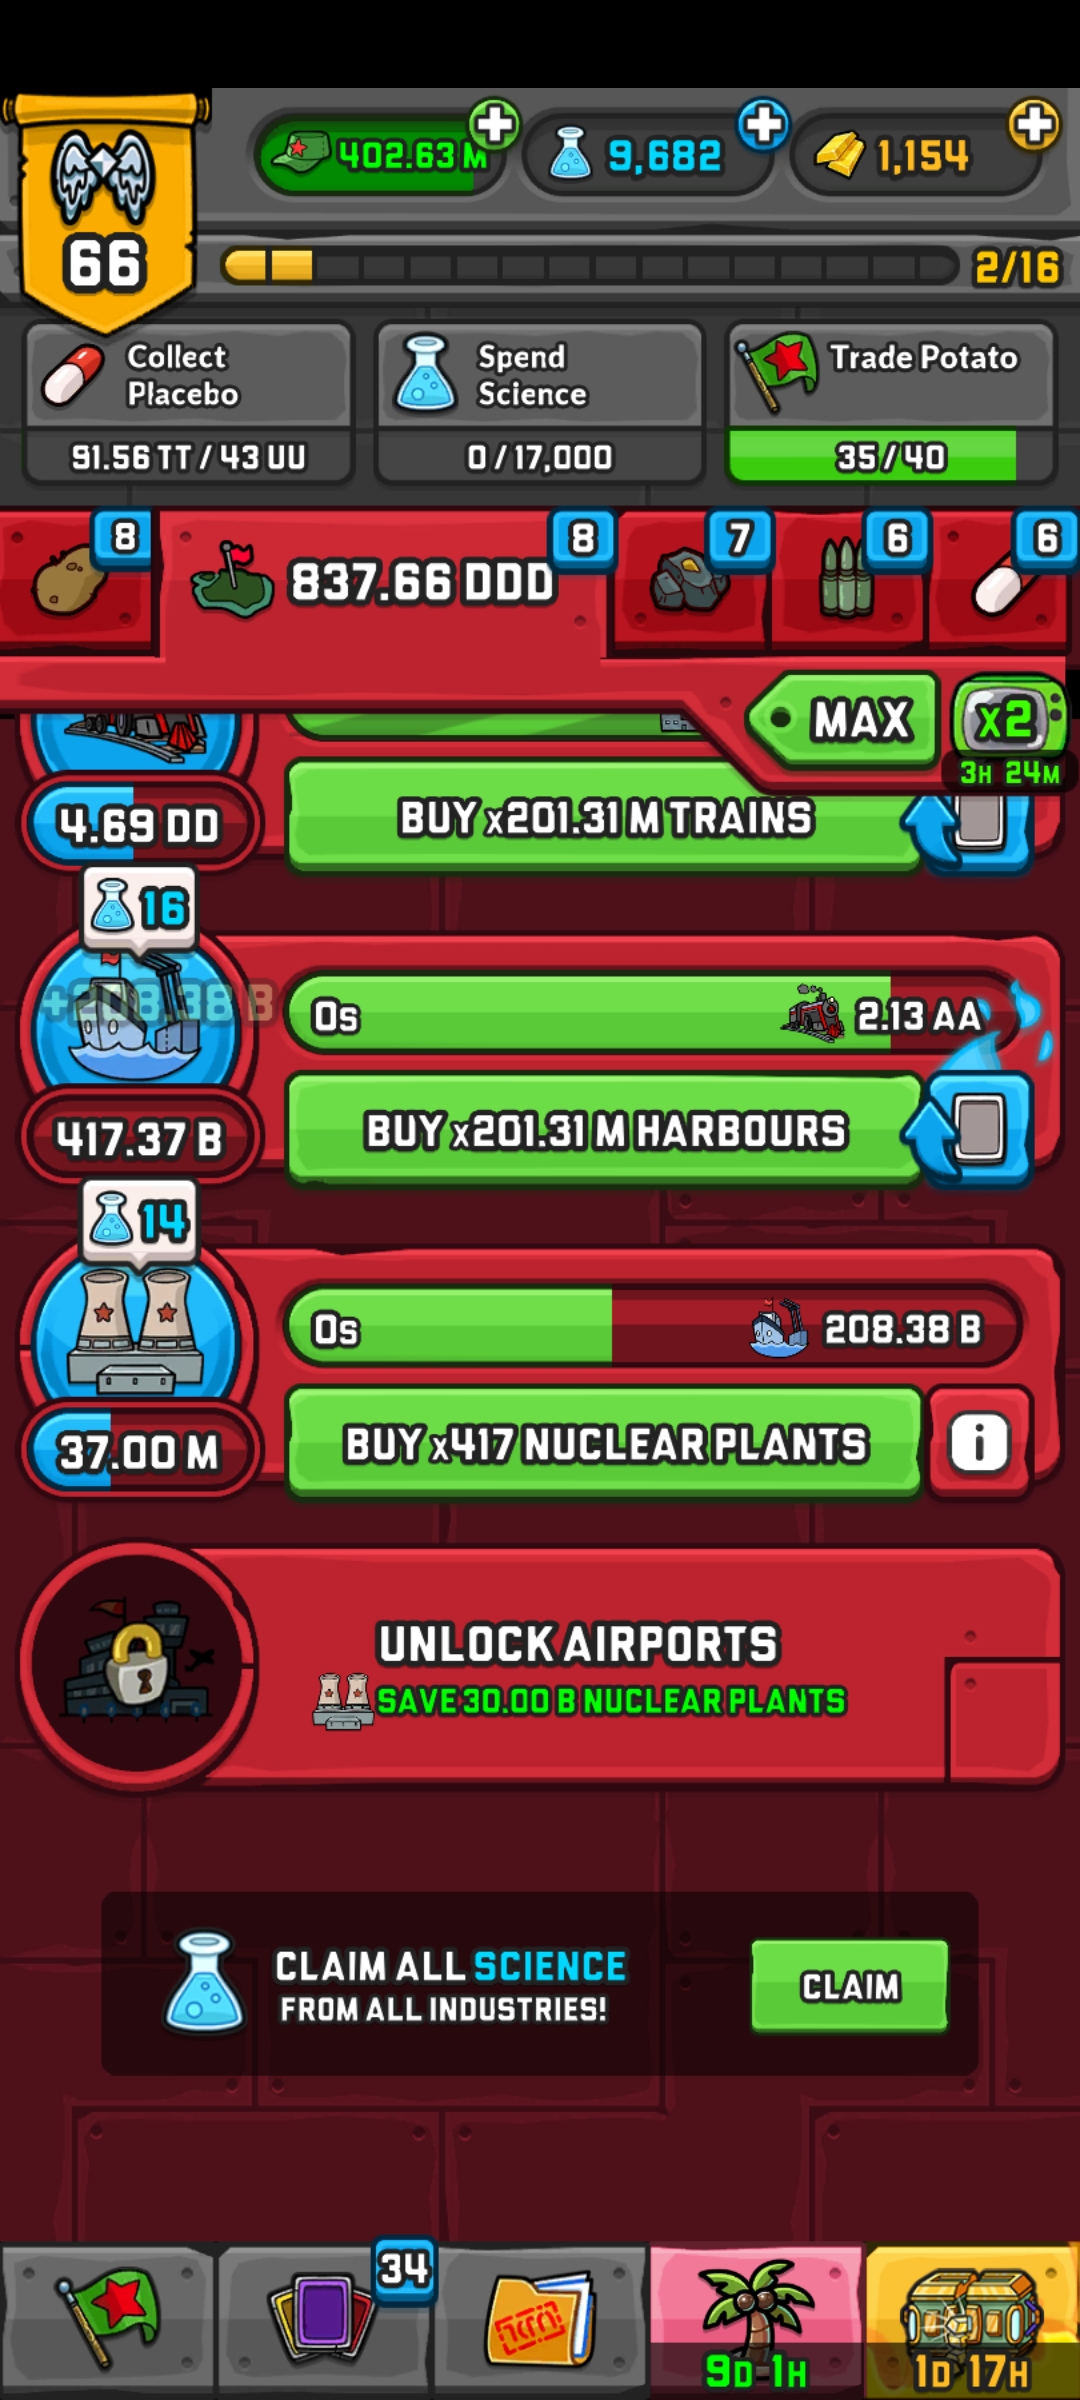 402.63 M
9,682
1,154
66
2/16
Collect
Placebo
91.56 TT / 43 UU
Spend
Science
0 / 17,000
Trade Potato
35 / 40
8
837.66 DDD
8
7
6
6
MAX
x2
3H 24M
4.69 DD
BUY x201.31 M TRAINS
16
+208.38 B
0s
2.13 AA
417.37 B
BUY x201.31 M HARBOURS
14
0s
208.38 B
37.00 M
BUY x417 NUCLEAR PLANTS
i
UNLOCK AIRPORTS
SAVE 30.00 B NUCLEAR PLANTS
CLAIM ALL SCIENCE
FROM ALL INDUSTRIES!
CLAIM
34
9D 1H
1D 17H